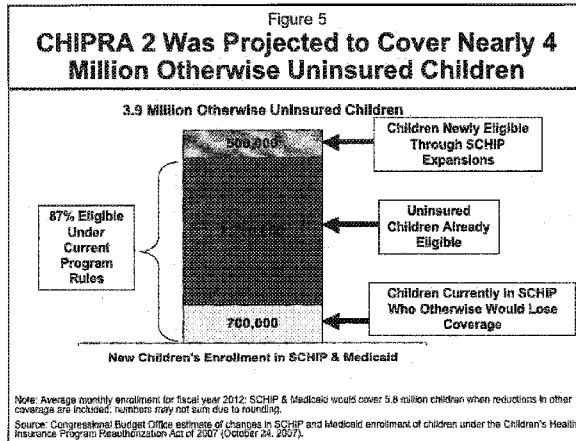 Figure 5
CHIPRA 2 Was Projected to Cover Nearly 4
Million Otherwise Uninsured Children
3.9 Million Otherwise Uninsured Children
500,000
Children Newly Eligible
Through SCHIP
Expansions
87% Eligible
Under
Current
Program
Rules
Uninsured
Children Already
Eligible
700,000
Children Currently in SCHIP
Who Otherwise Would Lose
Coverage
New Children's Enrollment in SCHIP & Medicaid
Note: Average monthly enrollment for fiscal year 2012; SCHIP & Medicaid would cover 5.8 million children when reductions in other
coverage are included; numbers may not sum due to rounding.
Source: Congressional Budget Office estimate of changes in SCHIP and Medicaid enrollment of children under the Children's Health
Insurance Program Reauthorization Act of 2007 (October 24, 2007).